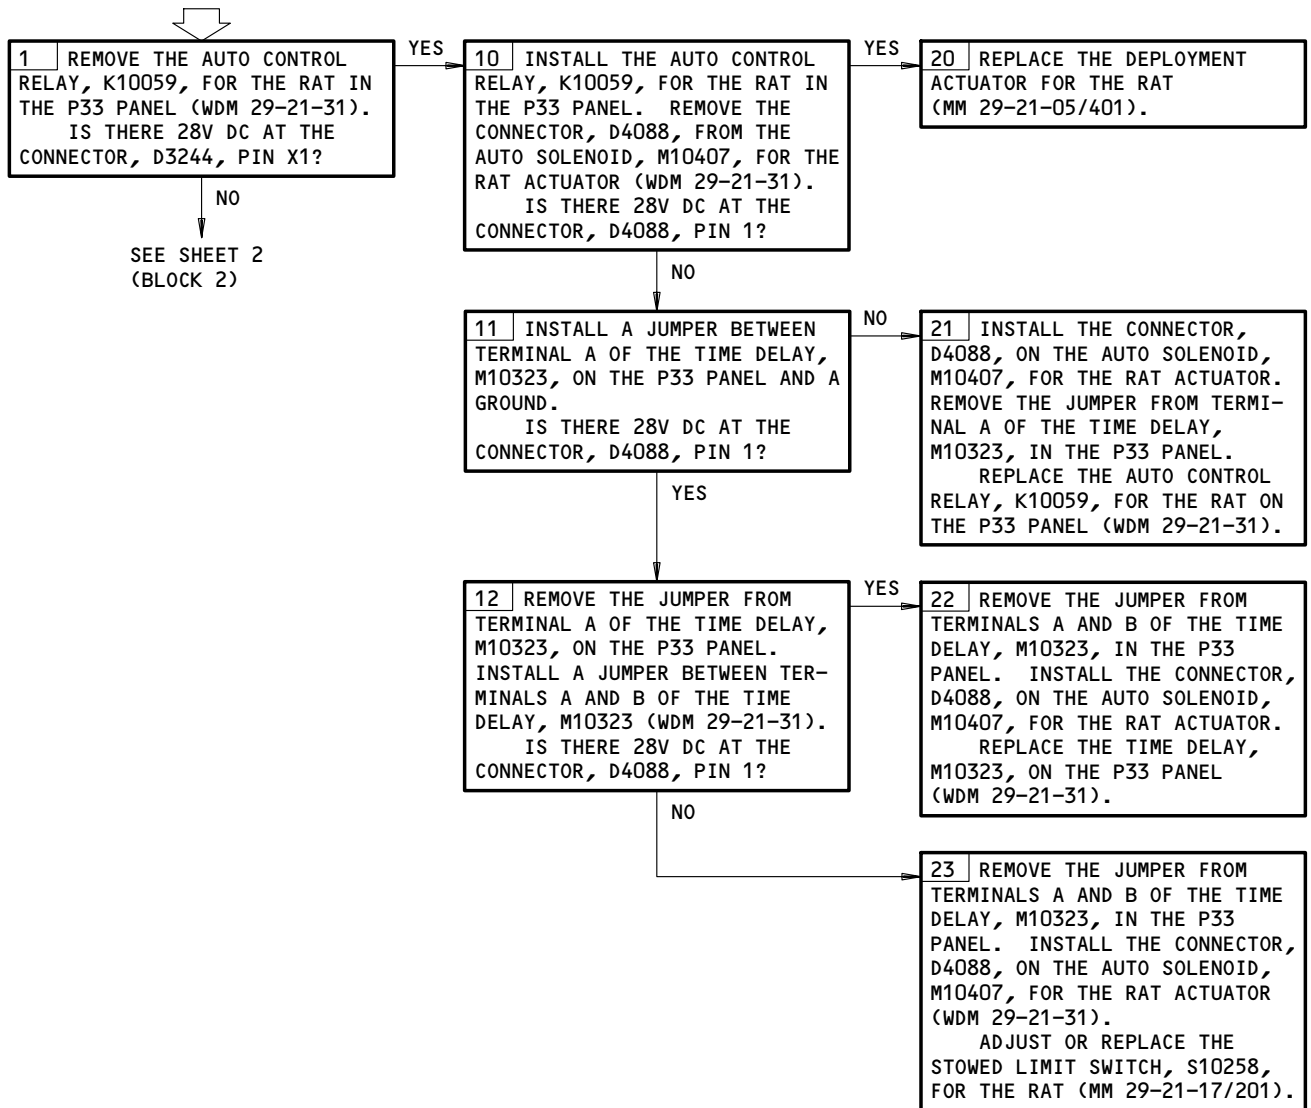 1 REMOVE THE AUTO CONTROL
RELAY, K10059, FOR THE RAT IN
THE P33 PANEL (WDM 29-21-31).
IS THERE 28V DC AT THE
CONNECTOR, D3244, PIN X1?
YES
NO
SEE SHEET 2
(BLOCK 2)
10 INSTALL THE AUTO CONTROL
RELAY, K10059, FOR THE RAT IN
THE P33 PANEL. REMOVE THE
CONNECTOR, D4088, FROM THE
AUTO SOLENOID, M10407, FOR THE
RAT ACTUATOR (WDM 29-21-31).
IS THERE 28V DC AT THE
CONNECTOR, D4088, PIN 1?
YES
NO
20 REPLACE THE DEPLOYMENT
ACTUATOR FOR THE RAT
(MM 29-21-05/401).
11 INSTALL A JUMPER BETWEEN
TERMINAL A OF THE TIME DELAY,
M10323, ON THE P33 PANEL AND A
GROUND.
IS THERE 28V DC AT THE
CONNECTOR, D4088, PIN 1?
NO
YES
21 INSTALL THE CONNECTOR,
D4088, ON THE AUTO SOLENOID,
M10407, FOR THE RAT ACTUATOR.
REMOVE THE JUMPER FROM TERMI-
NAL A OF THE TIME DELAY,
M10323, IN THE P33 PANEL.
REPLACE THE AUTO CONTROL
RELAY, K10059, FOR THE RAT ON
THE P33 PANEL (WDM 29-21-31).
12 REMOVE THE JUMPER FROM
TERMINAL A OF THE TIME DELAY,
M10323, ON THE P33 PANEL.
INSTALL A JUMPER BETWEEN TER-
MINALS A AND B OF THE TIME
DELAY, M10323 (WDM 29-21-31).
IS THERE 28V DC AT THE
CONNECTOR, D4088, PIN 1?
YES
NO
22 REMOVE THE JUMPER FROM
TERMINALS A AND B OF THE TIME
DELAY, M10323, IN THE P33
PANEL. INSTALL THE CONNECTOR,
D4088, ON THE AUTO SOLENOID,
M10407, FOR THE RAT ACTUATOR.
REPLACE THE TIME DELAY,
M10323, ON THE P33 PANEL
(WDM 29-21-31).
23 REMOVE THE JUMPER FROM
TERMINALS A AND B OF THE TIME
DELAY, M10323, IN THE P33
PANEL. INSTALL THE CONNECTOR,
D4088, ON THE AUTO SOLENOID,
M10407, FOR THE RAT ACTUATOR
(WDM 29-21-31).
ADJUST OR REPLACE THE
STOWED LIMIT SWITCH, S10258,
FOR THE RAT (MM 29-21-17/201).